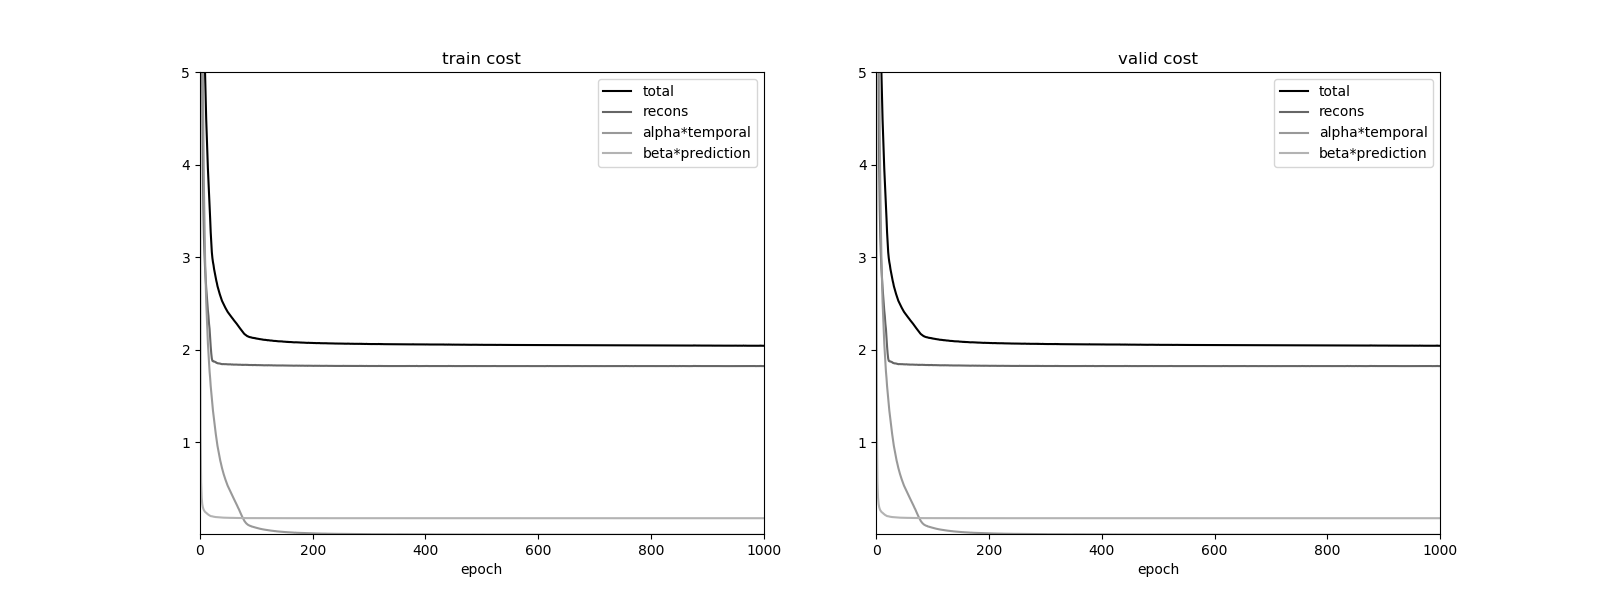 train cost
5
4
3
2
1
0
200
400
600
800
1000
epoch
total
recons
alpha*temporal
beta*prediction
valid cost
5
4
3
2
1
0
200
400
600
800
1000
epoch
total
recons
alpha*temporal
beta*prediction